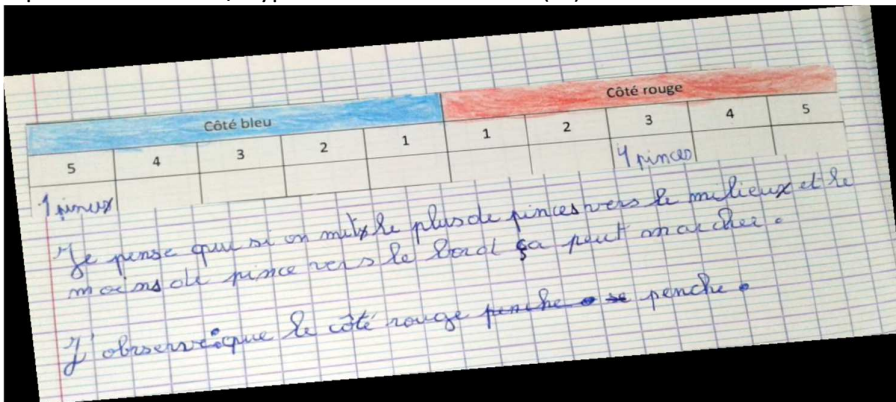 Côté bleu Côté rouge
5 4 3 2 1 1 2 3 4 5
1 pinces 4 pinces
Je pense que si on mets le plus de pinces vers le milieux et le
moins de pince vers le bord ça peut marcher.
J'observe que le côté rouge penche se penche.